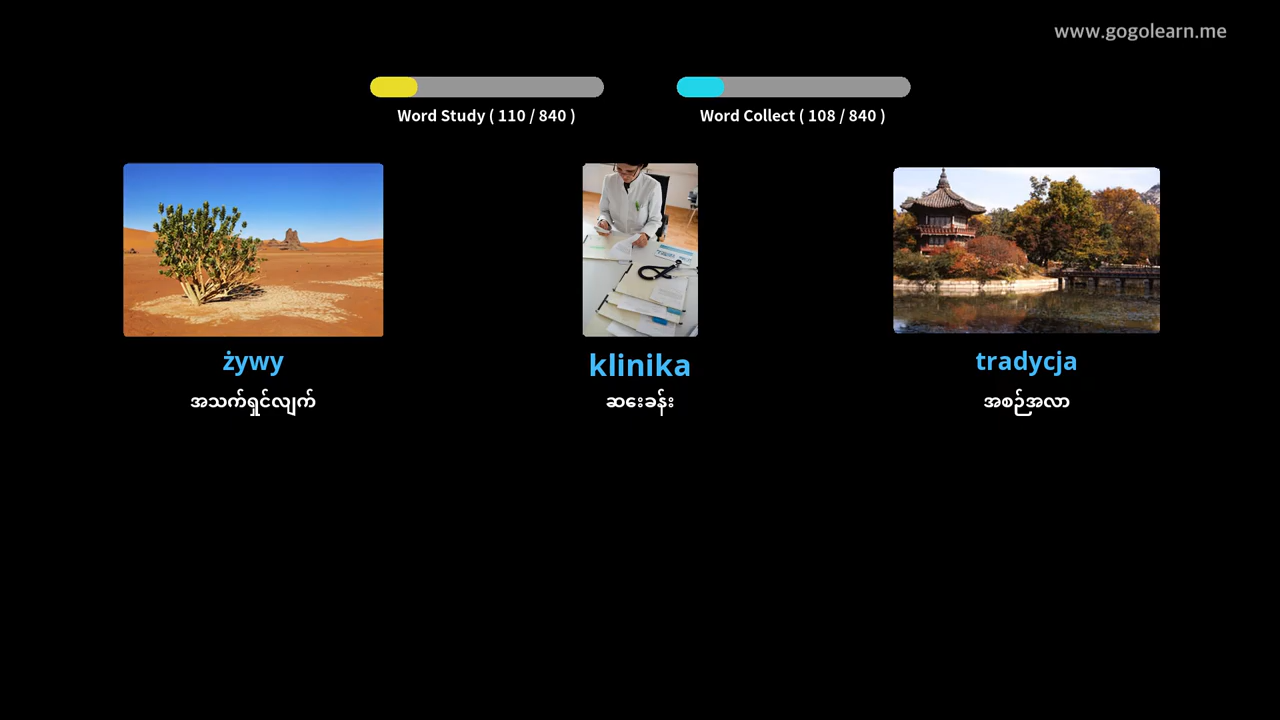 www.gogolearn.me
Word Study ( 110 / 840 )
Word Collect ( 108 / 840 )
żywy
klinika
tradycja
အသက်ရှင်လျက်
ဆေးခန်း
အစဉ်အလာ